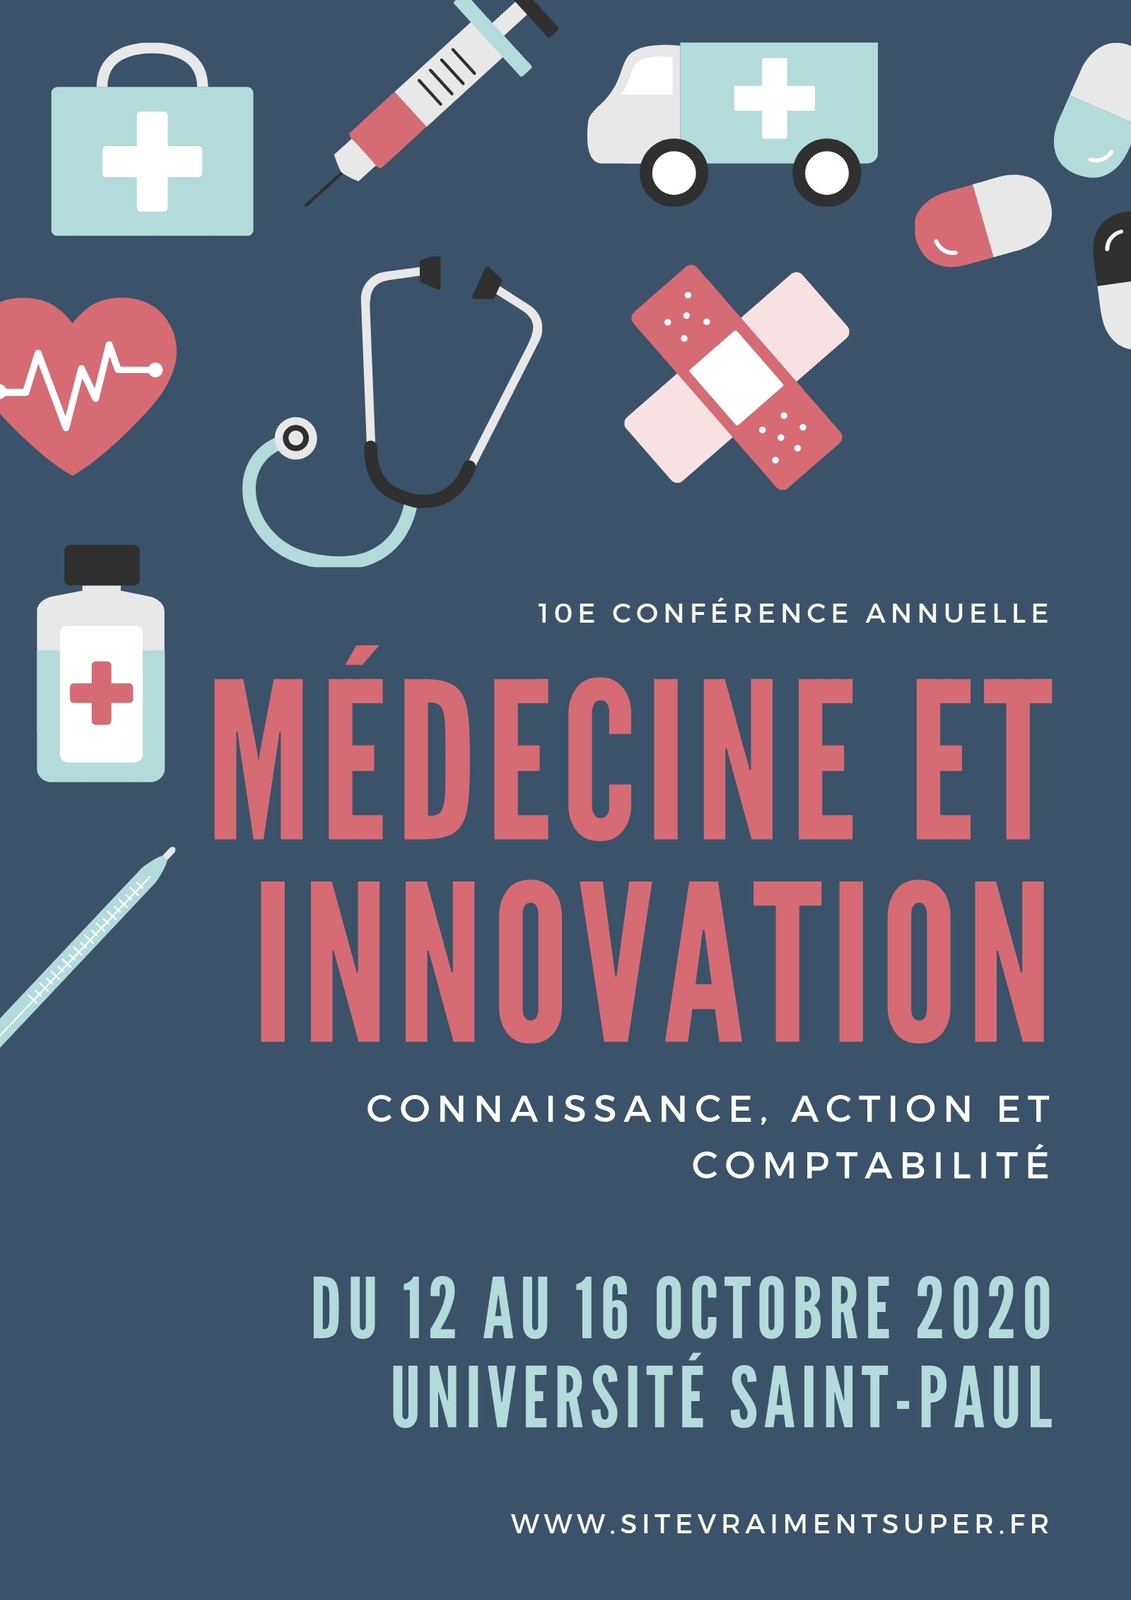 10E CONFÉRENCE ANNUELLE
MÉDECINE ET
INNOVATION
CONNAISSANCE, ACTION ET
COMPTABILITÉ
DU 12 AU 16 OCTOBRE 2020
UNIVERSITÉ SAINT-PAUL
WWW.SITEVRAIMENTSUPER.FR